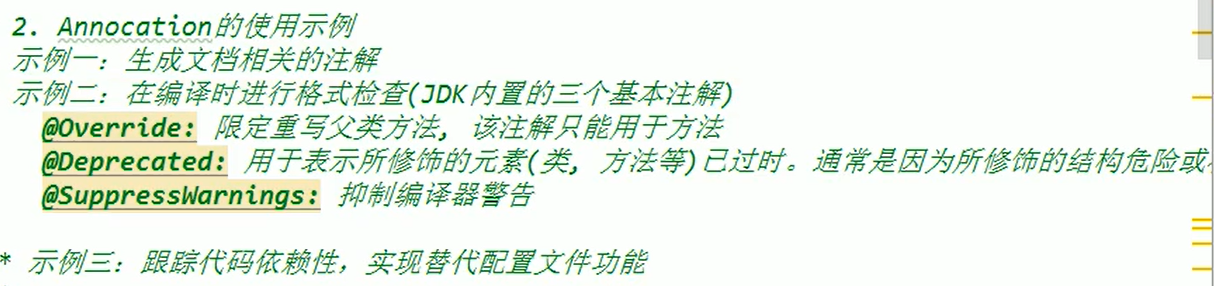 2. Annocation的使用示例
示例一：生成文档相关的注解
示例二：在编译时进行格式检查(JDK内置的三个基本注解)
@Override: 限定重写父类方法, 该注解只能用于方法
@Deprecated: 用于表示所修饰的元素(类, 方法等)已过时。通常是因为所修饰的结构危险或
@SuppressWarnings: 抑制编译器警告
* 示例三：跟踪代码依赖性，实现替代配置文件功能